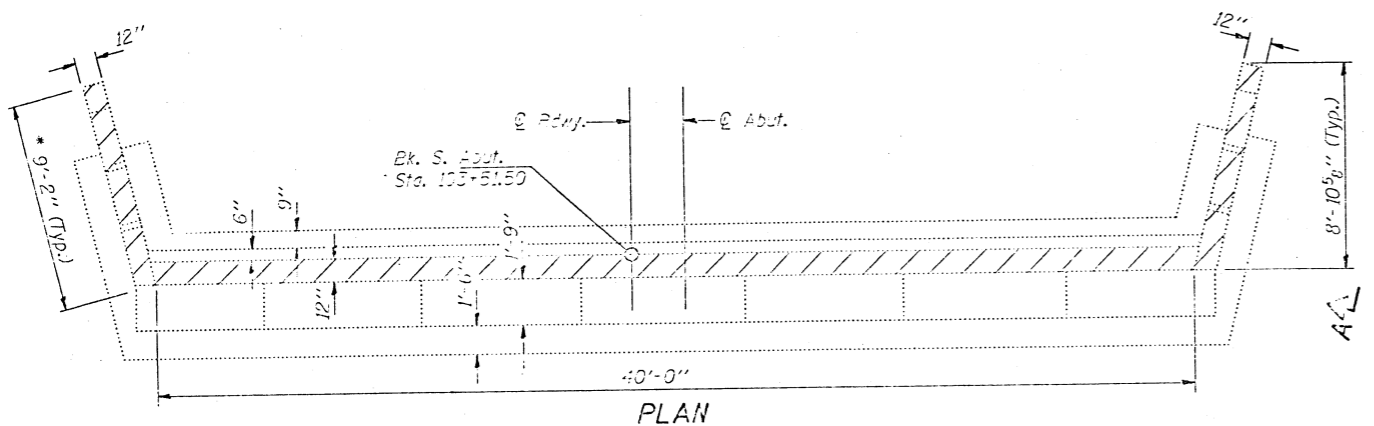 12"
12"
℄ Rdwy.
℄ Abut.
Bk. S. Abut.
Sta. 103+51.50
* 9'-2" (Typ.)
8'-10⅝" (Typ.)
6"
9"
1'-9"
12"
1'-0"
A
40'-0"
PLAN